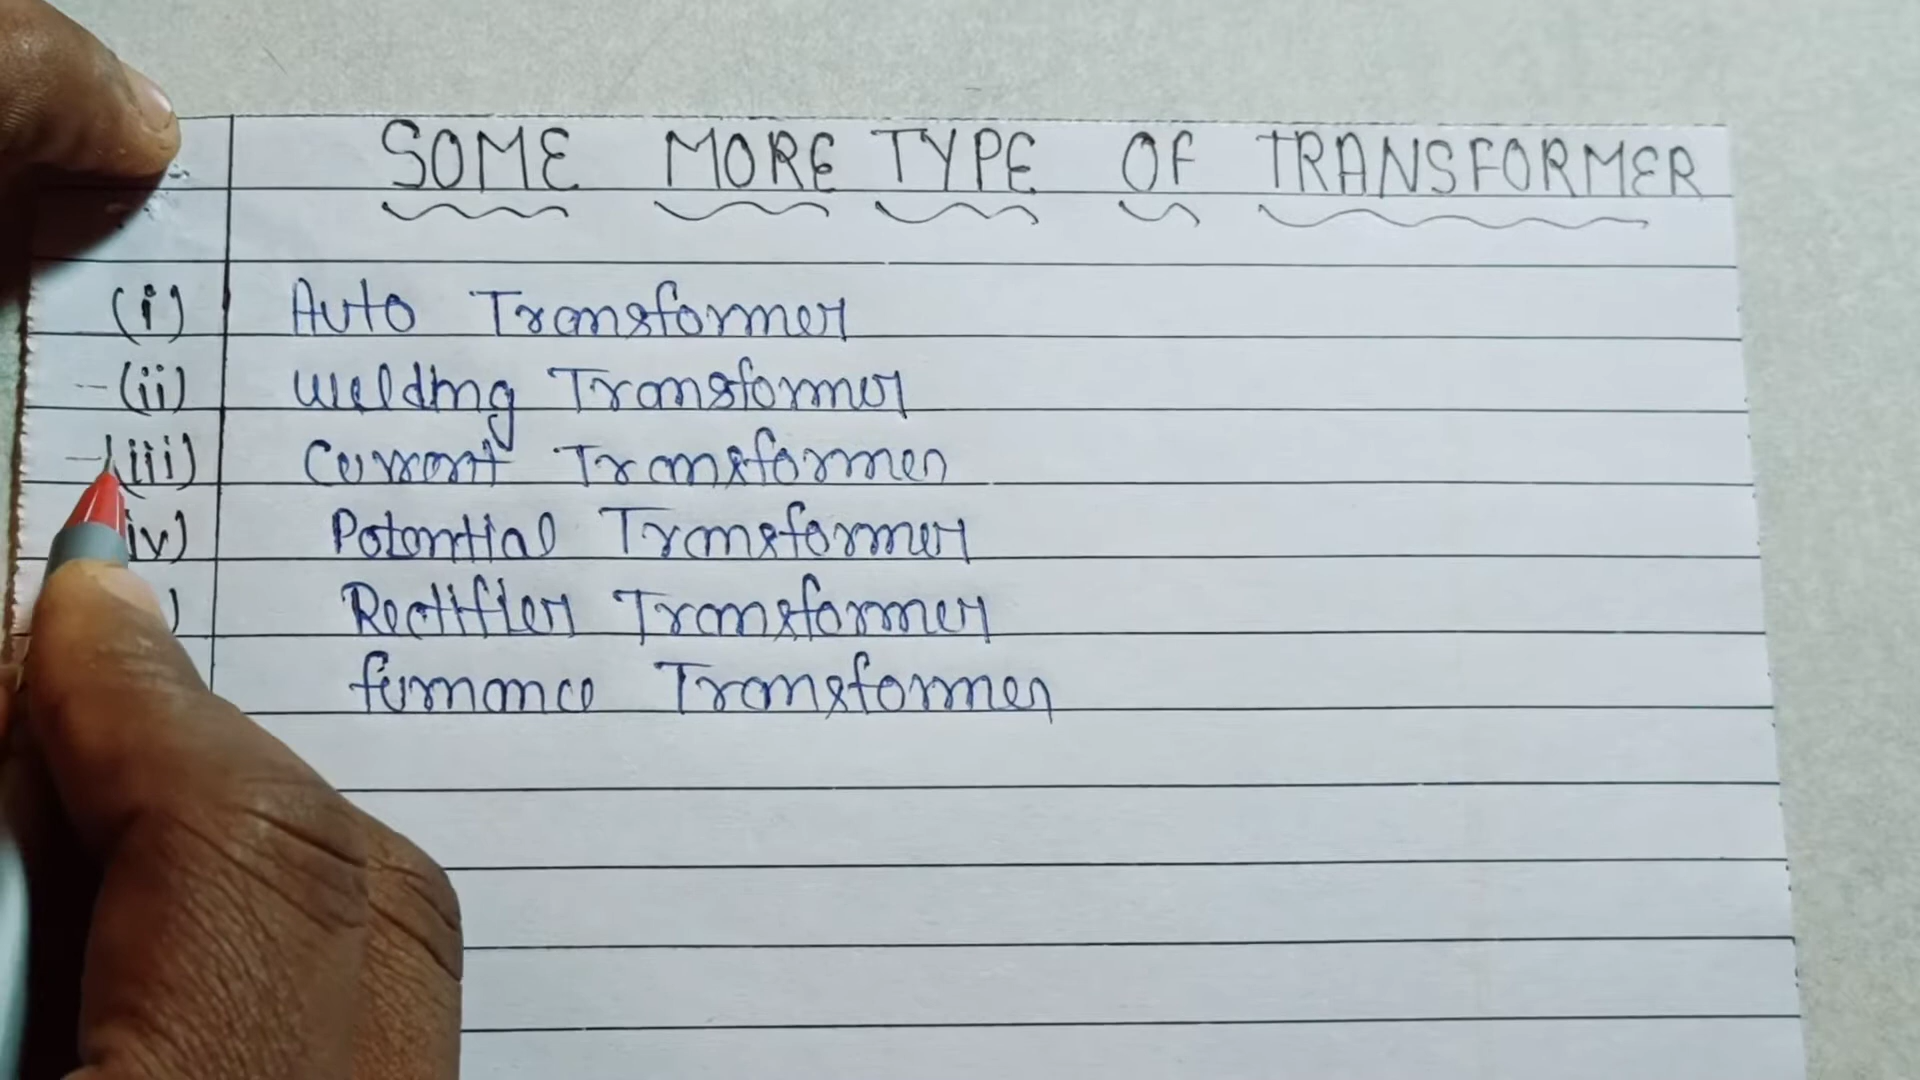 SOME MORE TYPE OF TRANSFORMER
(i) Auto Transformer
(ii) Welding Transformer
(iii) Current Transformer
iv) Potential Transformer
) Rectifier Transformer
furnance Transformer